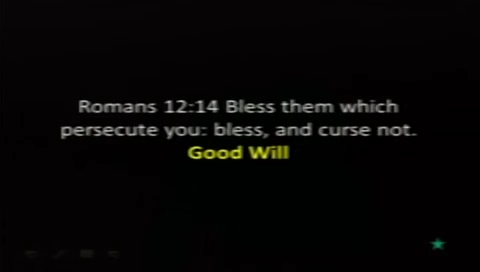 Romans 12:14 Bless them which
persecute you: bless, and curse not.
Good Will